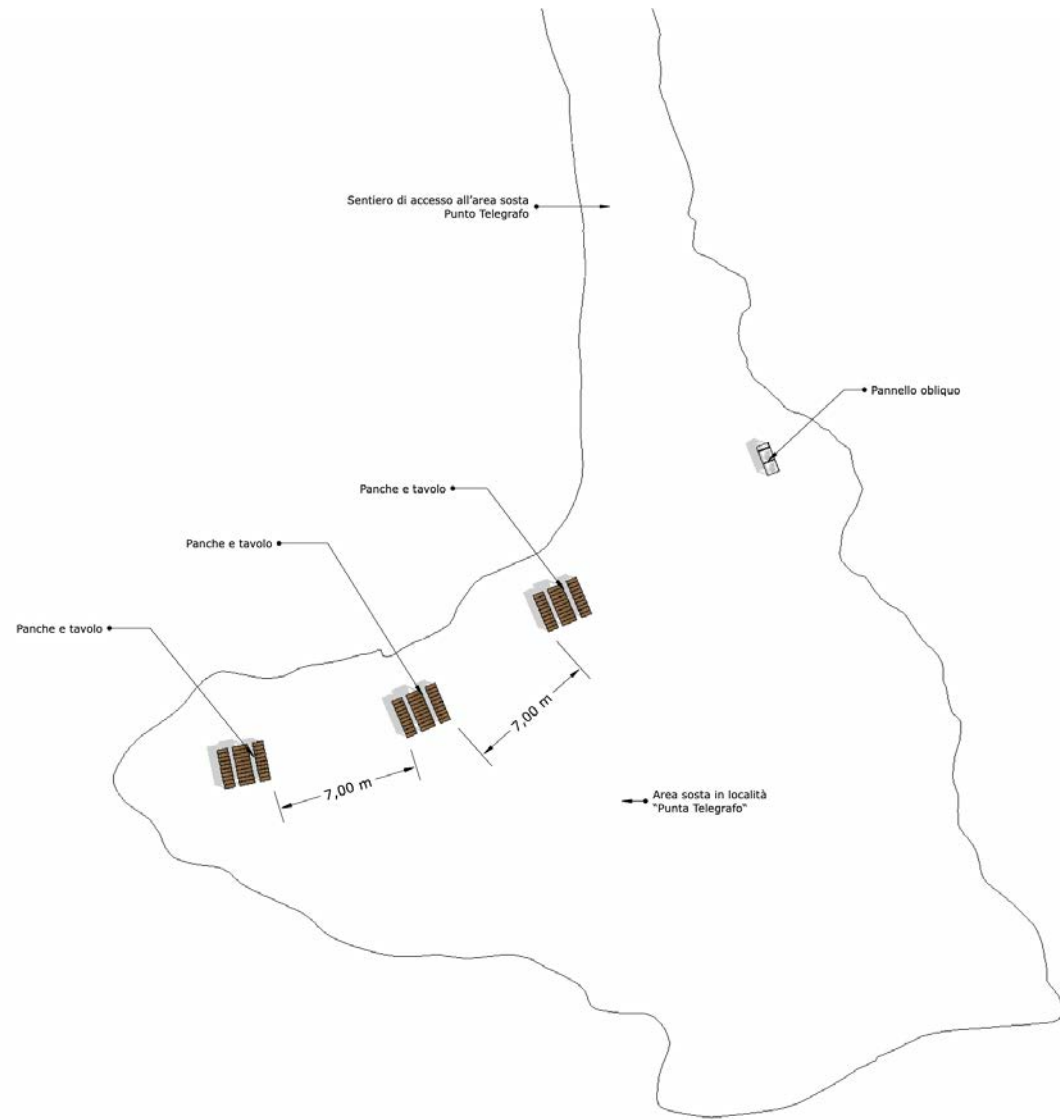 Sentiero di accesso all'area sosta
Punto Telegrafo
Pannello obliquo
Panche e tavolo
Panche e tavolo
Panche e tavolo
7,00 m
7,00 m
Area sosta in località
"Punta Telegrafo"